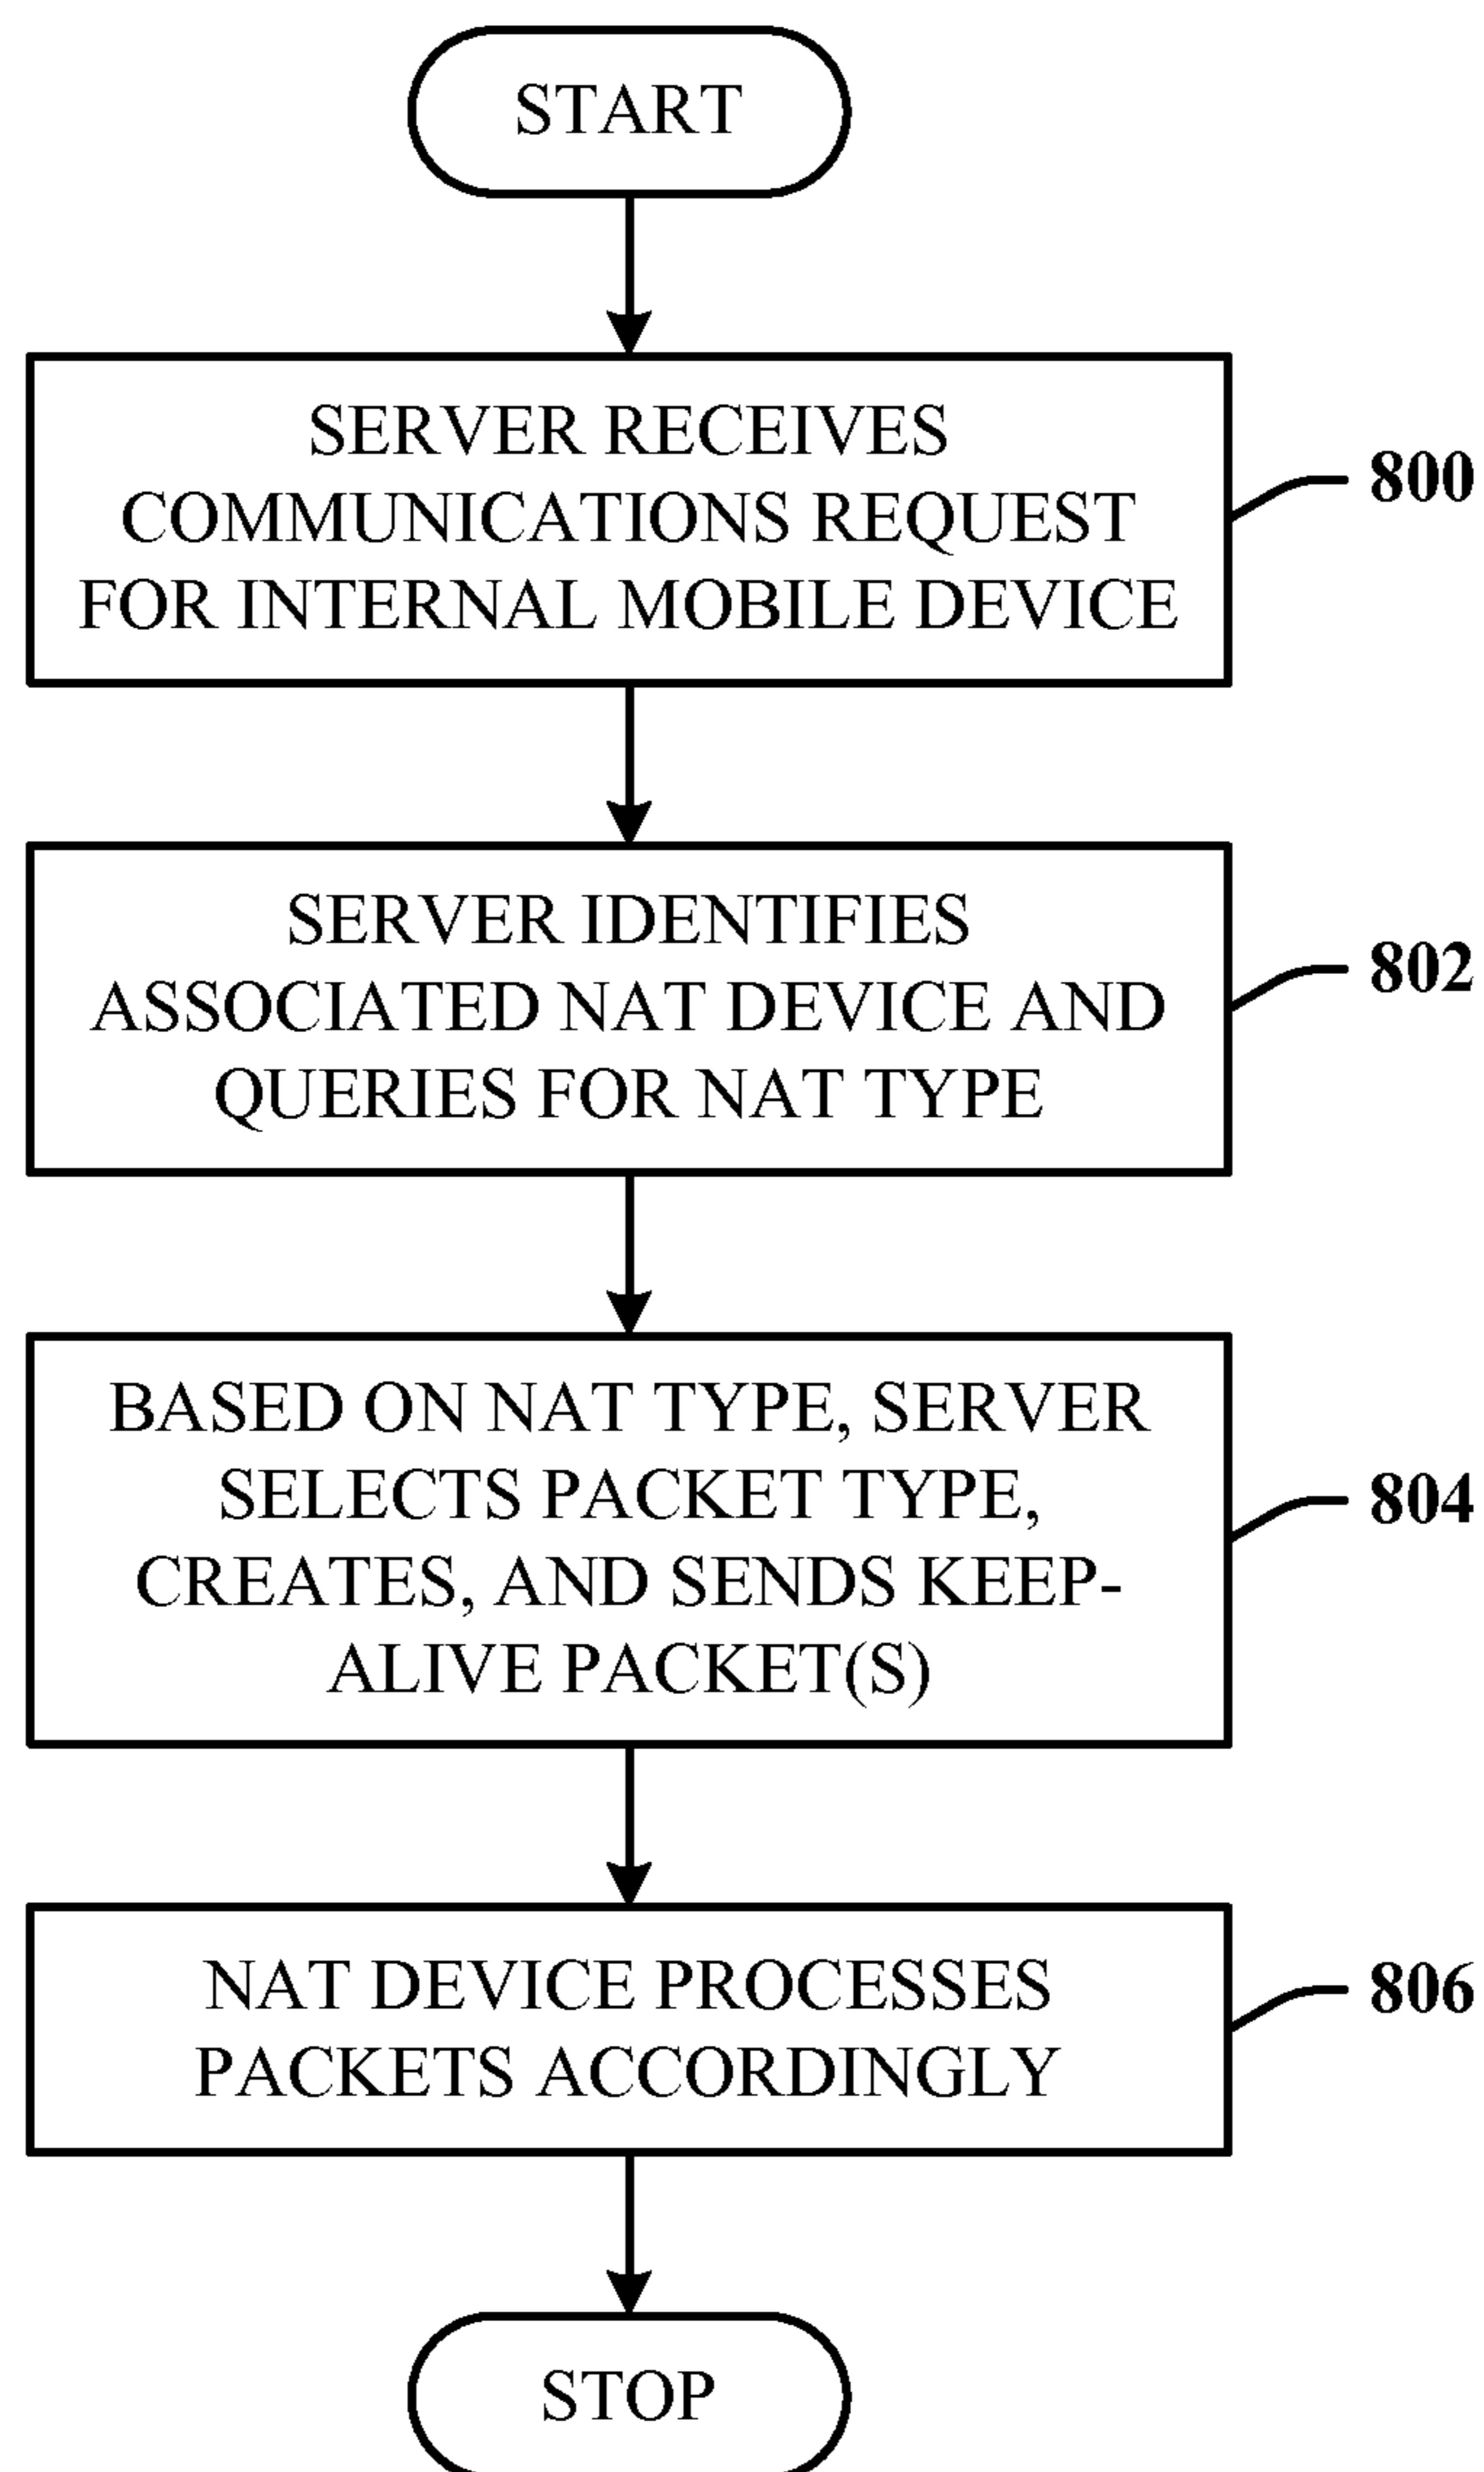 START
SERVER RECEIVES
COMMUNICATIONS REQUEST
FOR INTERNAL MOBILE DEVICE
800
SERVER IDENTIFIES
ASSOCIATED NAT DEVICE AND
QUERIES FOR NAT TYPE
802
BASED ON NAT TYPE, SERVER
SELECTS PACKET TYPE,
CREATES, AND SENDS KEEP-
ALIVE PACKET(S)
804
NAT DEVICE PROCESSES
PACKETS ACCORDINGLY
806
STOP